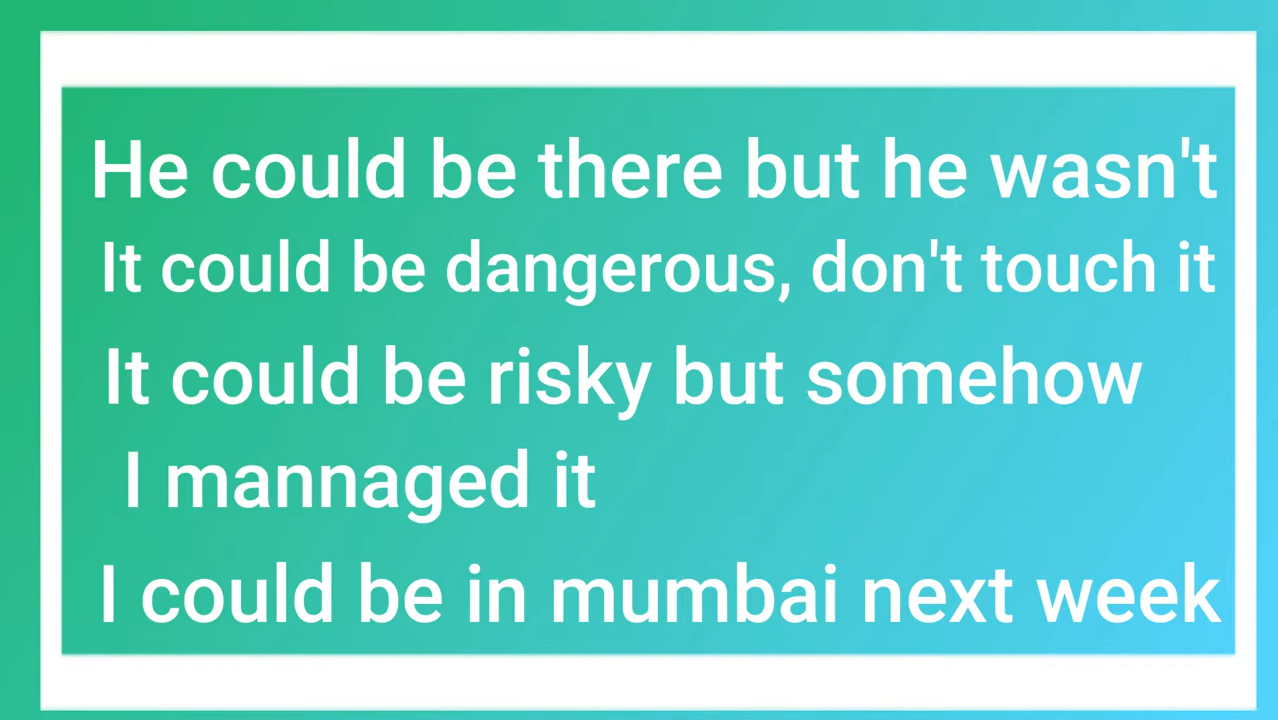 He could be there but he wasn't
It could be dangerous, don't touch it
It could be risky but somehow
I mannaged it
I could be in mumbai next week